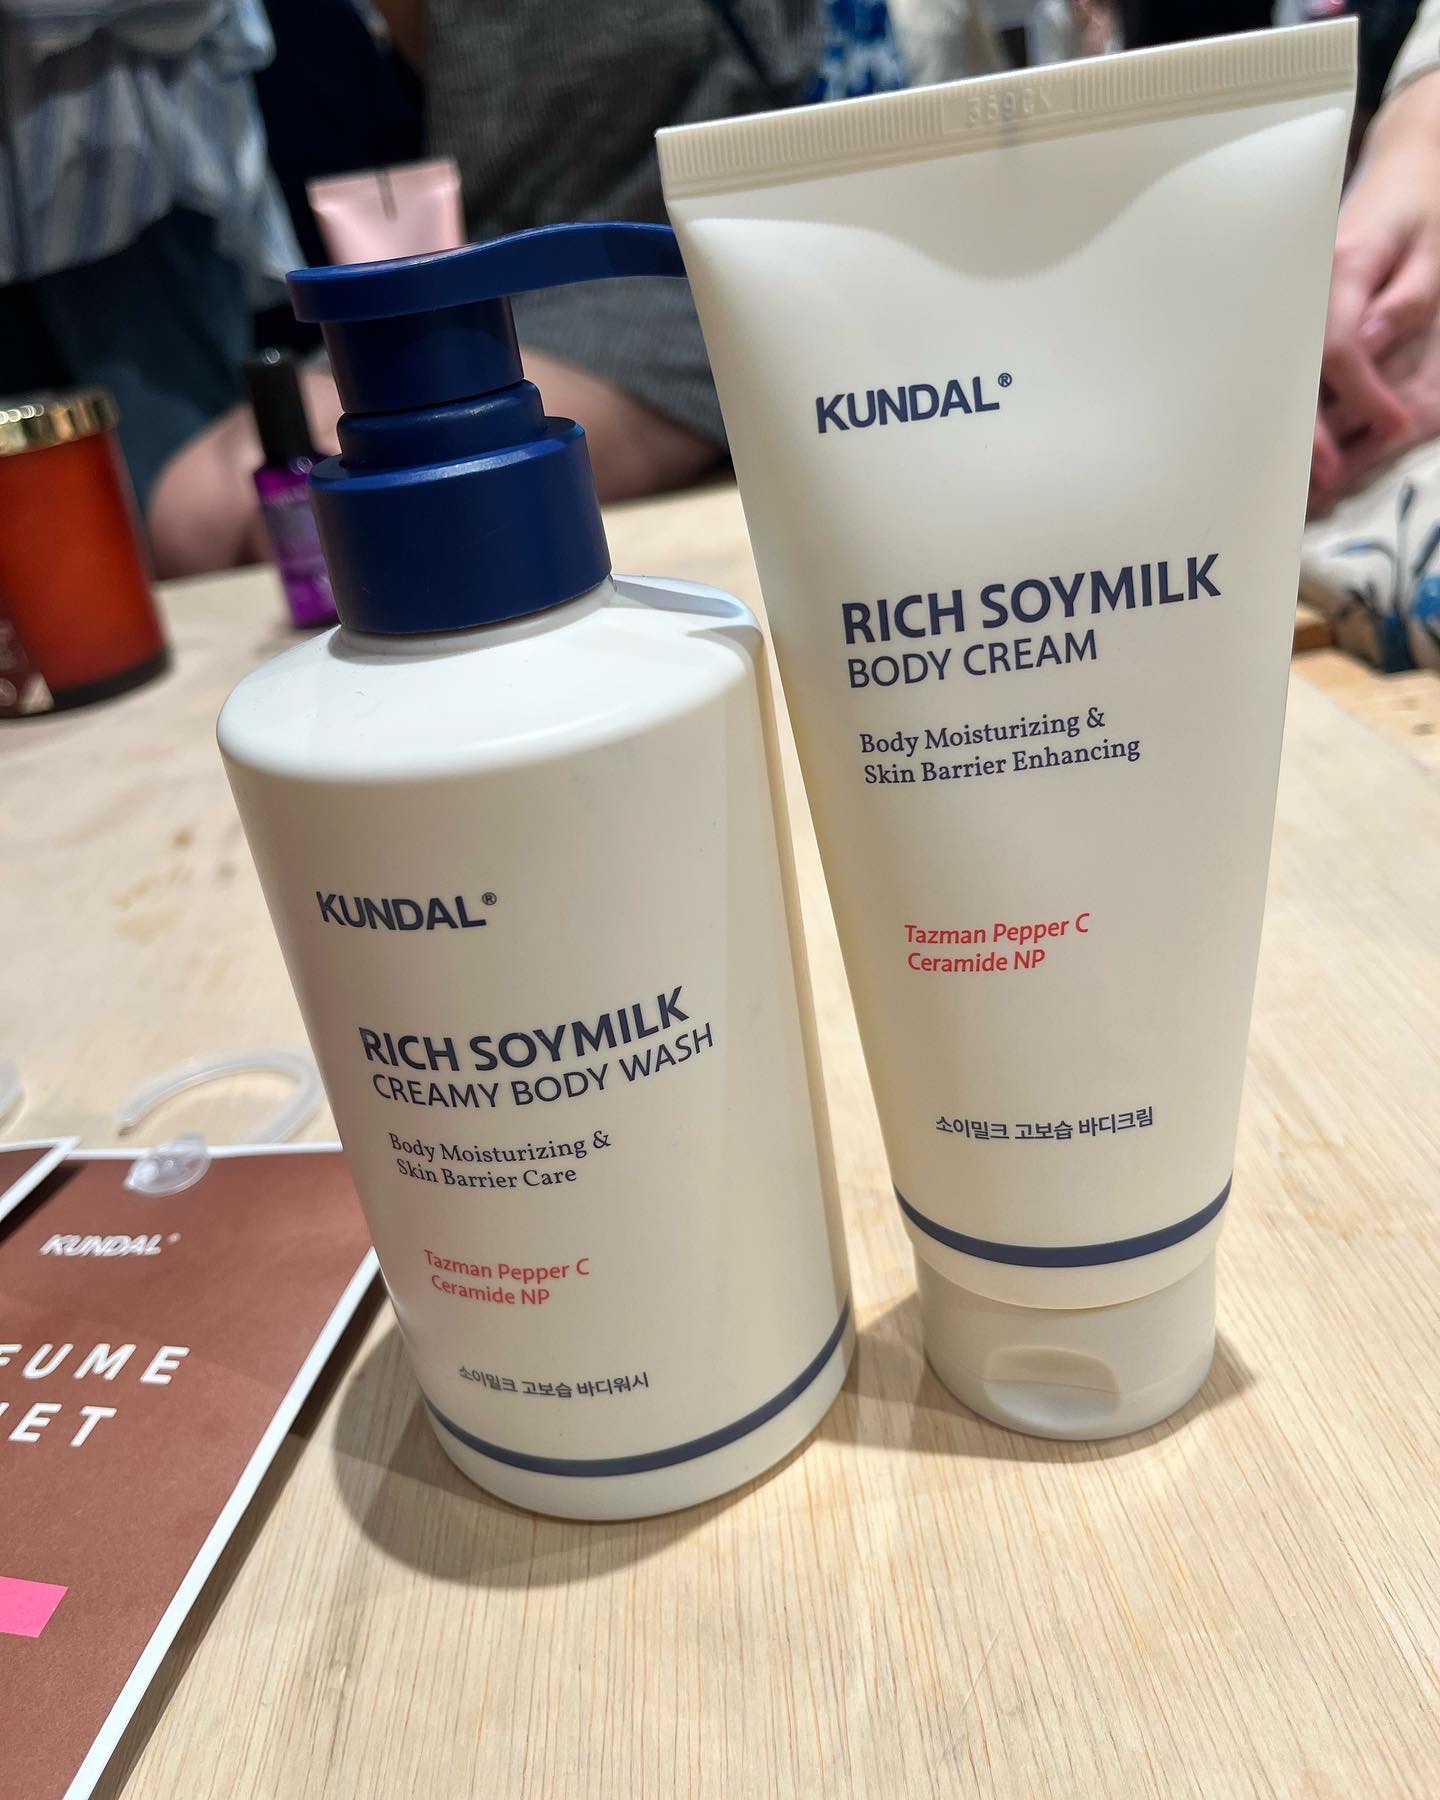 KUNDAL®
RICH SOYMILK
BODY CREAM
Body Moisturizing &
Skin Barrier Enhancing
Tazman Pepper C
Ceramide NP
소이밀크 고보습 바디크림
KUNDAL®
RICH SOYMILK
CREAMY BODY WASH
Body Moisturizing &
Skin Barrier Care
Tazman Pepper C
Ceramide NP
소이밀크 고보습 바디워시
KUNDAL
FUME